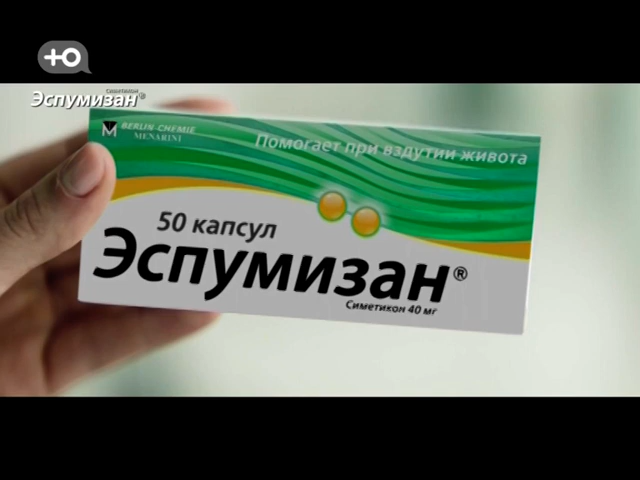 +Ю
симетикон
Эспумизан®
BERLIN-CHEMIE
MENARINI
Помогает при вздутии живота
50 капсул
Эспумизан®
Симетикон 40 мг